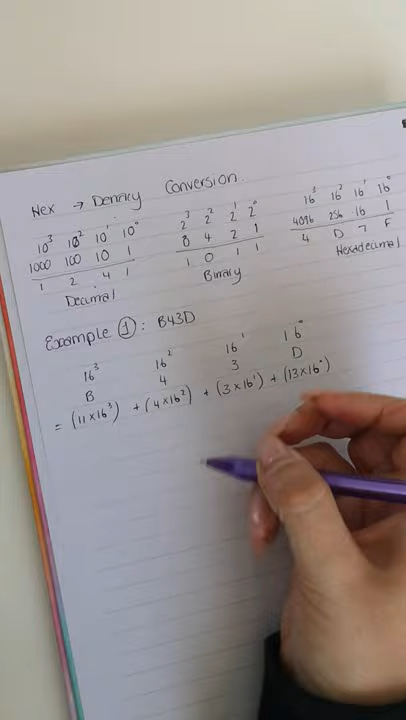 Hex → Denary Conversion.
10³ 10² 10¹ 10⁰ 2³ 2² 2¹ 2⁰ 16³ 16² 16¹ 16⁰
1000 100 10 1 8 4 2 1 4096 256 16 1
1 2 4 1 1 0 1 1 4 D 7 F
Decimal Binary Hexadecimal
Example ①: B43D
16³ 16² 16¹ 16⁰
B 4 3 D
= (11×16³) + (4×16²) + (3×16¹) + (13×16⁰)